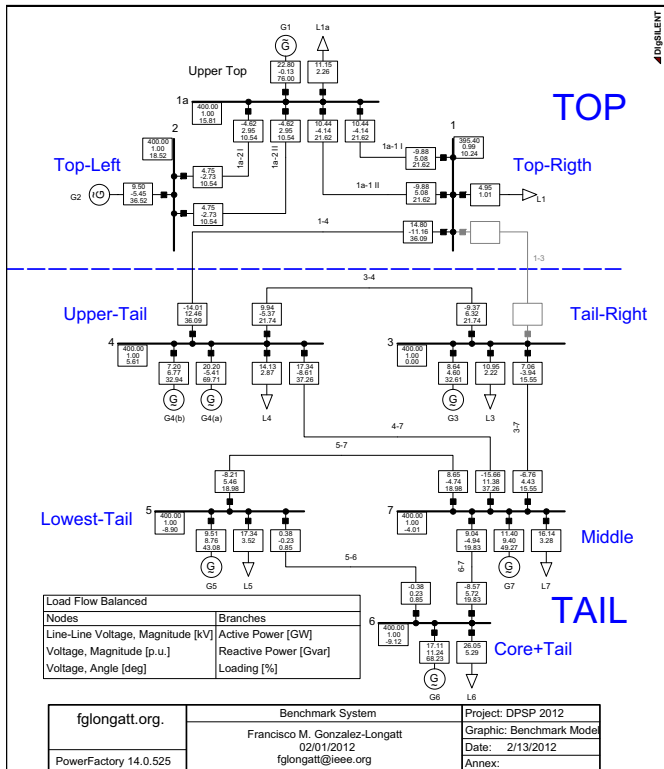 DIgSILENT
G1
L1a
G̃
Upper Top
22.80
-0.13
76.00
11.15
2.26
TOP
1a
400.00
1.00
15.81
-4.62
2.95
10.54
-4.62
2.95
10.54
10.44
-4.14
21.62
10.44
-4.14
21.62
2
400.00
1.00
18.52
1a-2 I
1a-2 II
1a-1 I
-9.88
5.08
21.62
1
395.40
0.99
10.24
Top-Left
Top-Rigth
4.75
-2.73
10.54
G2
G̃
9.50
-5.45
36.52
1a-1 II
-9.88
5.08
21.62
4.95
1.01
L1
4.75
-2.73
10.54
1-4
14.80
-11.16
36.09
1-3
3-4
Upper-Tail
-14.01
12.46
36.09
9.94
-5.37
21.74
-9.37
6.32
21.74
Tail-Right
4
400.00
1.00
5.61
3
400.00
1.00
0.00
7.20
6.77
32.94
20.20
-5.41
69.71
14.13
2.87
17.34
-8.61
37.26
8.64
4.60
32.61
10.95
2.22
7.06
-3.94
15.55
G̃
G̃
G̃
G4(b)
G4(a)
L4
G3
L3
4-7
3-7
5-7
-8.21
5.46
18.98
8.65
-4.74
18.98
-15.66
11.38
37.26
-6.76
4.43
15.55
Lowest-Tail
5
400.00
1.00
-8.90
7
400.00
1.00
-4.01
Middle
9.51
8.76
43.08
17.34
3.52
0.38
-0.23
0.85
9.04
-4.94
19.83
11.40
9.40
49.27
16.14
3.28
G̃
G̃
G5
L5
5-6
6-7
G7
L7
-0.38
0.23
0.85
-8.57
5.72
19.83
TAIL
6
400.00
1.00
-9.12
Core+Tail
17.11
11.24
68.23
26.05
5.29
G̃
G6
L6
Load Flow Balanced
Nodes Branches
Line-Line Voltage, Magnitude [kV] Active Power [GW]
Voltage, Magnitude [p.u.] Reactive Power [Gvar]
Voltage, Angle [deg] Loading [%]
fglongatt.org.
PowerFactory 14.0.525
Benchmark System
Francisco M. Gonzalez-Longatt
02/01/2012
fglongatt@ieee.org
Project: DPSP 2012
Graphic: Benchmark Model
Date: 2/13/2012
Annex: